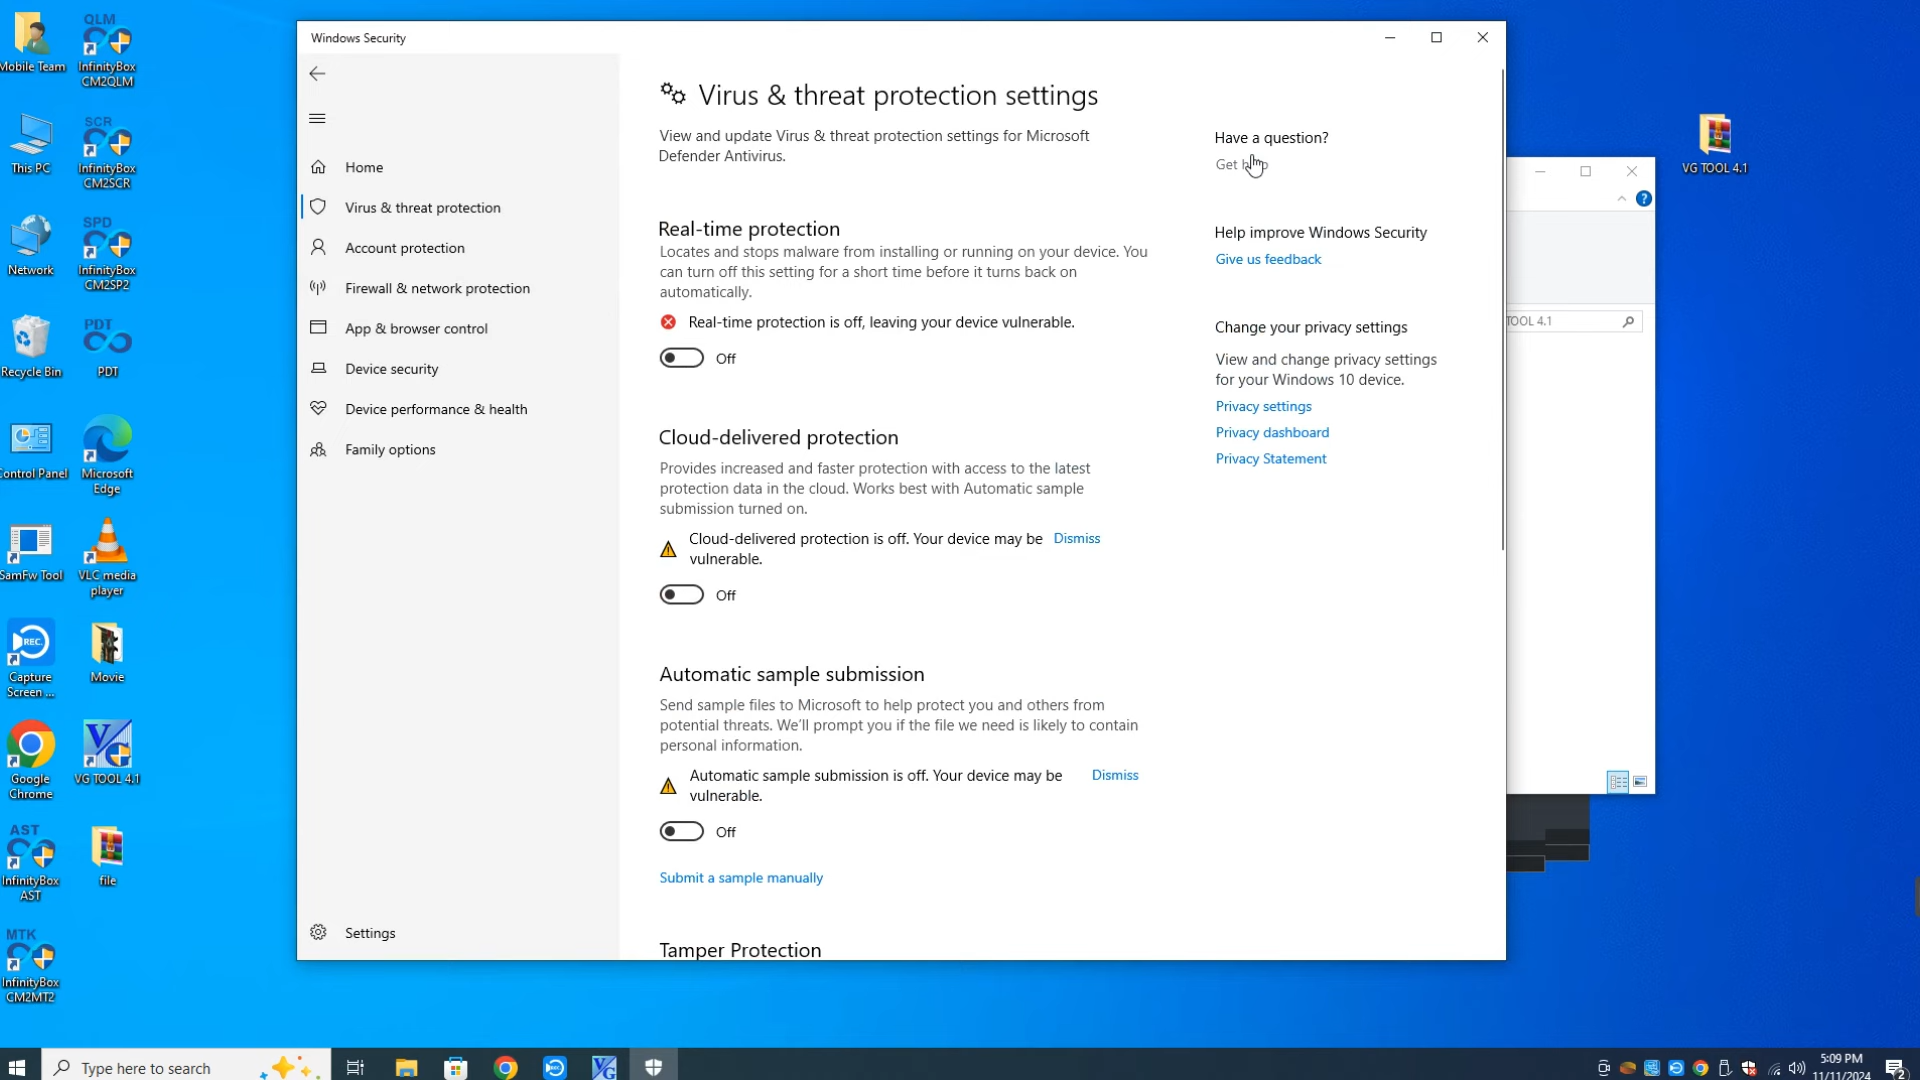 Mobile Team
QLM
InfinityBox
CM2QLM
This PC
SCR
InfinityBox
CM2SCR
Network
SPD
InfinityBox
CM2SP2
Recycle Bin
PDT
PDT
ontrol Panel
Microsoft
Edge
SamFw Tool
VLC media
player
REC
Capture
Screen ...
Movie
Google
Chrome
VG TOOL 4.1
AST
InfinityBox
AST
file
MTK
InfinityBox
CM2MT2
Windows Security
Home
Virus & threat protection
Account protection
Firewall & network protection
App & browser control
Device security
Device performance & health
Family options
Settings
Virus & threat protection settings
View and update Virus & threat protection settings for Microsoft
Defender Antivirus.
Real-time protection
Locates and stops malware from installing or running on your device. You
can turn off this setting for a short time before it turns back on
automatically.
Real-time protection is off, leaving your device vulnerable.
Off
Cloud-delivered protection
Provides increased and faster protection with access to the latest
protection data in the cloud. Works best with Automatic sample
submission turned on.
Cloud-delivered protection is off. Your device may be
vulnerable.
Dismiss
Off
Automatic sample submission
Send sample files to Microsoft to help protect you and others from
potential threats. We'll prompt you if the file we need is likely to contain
personal information.
Automatic sample submission is off. Your device may be
vulnerable.
Dismiss
Off
Submit a sample manually
Tamper Protection
Have a question?
Get help
Help improve Windows Security
Give us feedback
Change your privacy settings
View and change privacy settings
for your Windows 10 device.
Privacy settings
Privacy dashboard
Privacy Statement
TOOL 4.1
VG TOOL 4.1
Type here to search
REC
VG
5:09 PM
11/11/2024
2